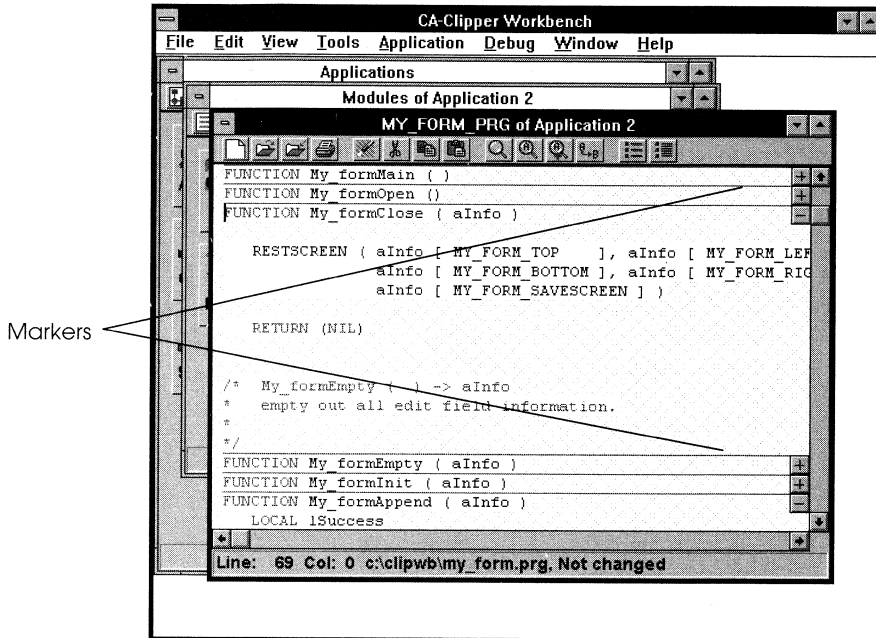 CA-Clipper Workbench
File Edit View Tools Application Debug Window Help
Applications
Modules of Application 2
MY_FORM_PRG of Application 2
FUNCTION My_formMain ( )
FUNCTION My_formOpen ()
FUNCTION My_formClose ( aInfo )
RESTSCREEN ( aInfo [ MY_FORM_TOP ], aInfo [ MY_FORM_LEF
aInfo [ MY_FORM_BOTTOM ], aInfo [ MY_FORM_RIG
aInfo [ MY_FORM_SAVESCREEN ] )
Markers
RETURN (NIL)
/* My_formEmpty ( ) -> aInfo
* empty out all edit field information.
*
*/
FUNCTION My_formEmpty ( aInfo )
FUNCTION My_formInit ( aInfo )
FUNCTION My_formAppend ( aInfo )
LOCAL lSuccess
Line: 69 Col: 0 c:\clipwb\my_form.prg, Not changed